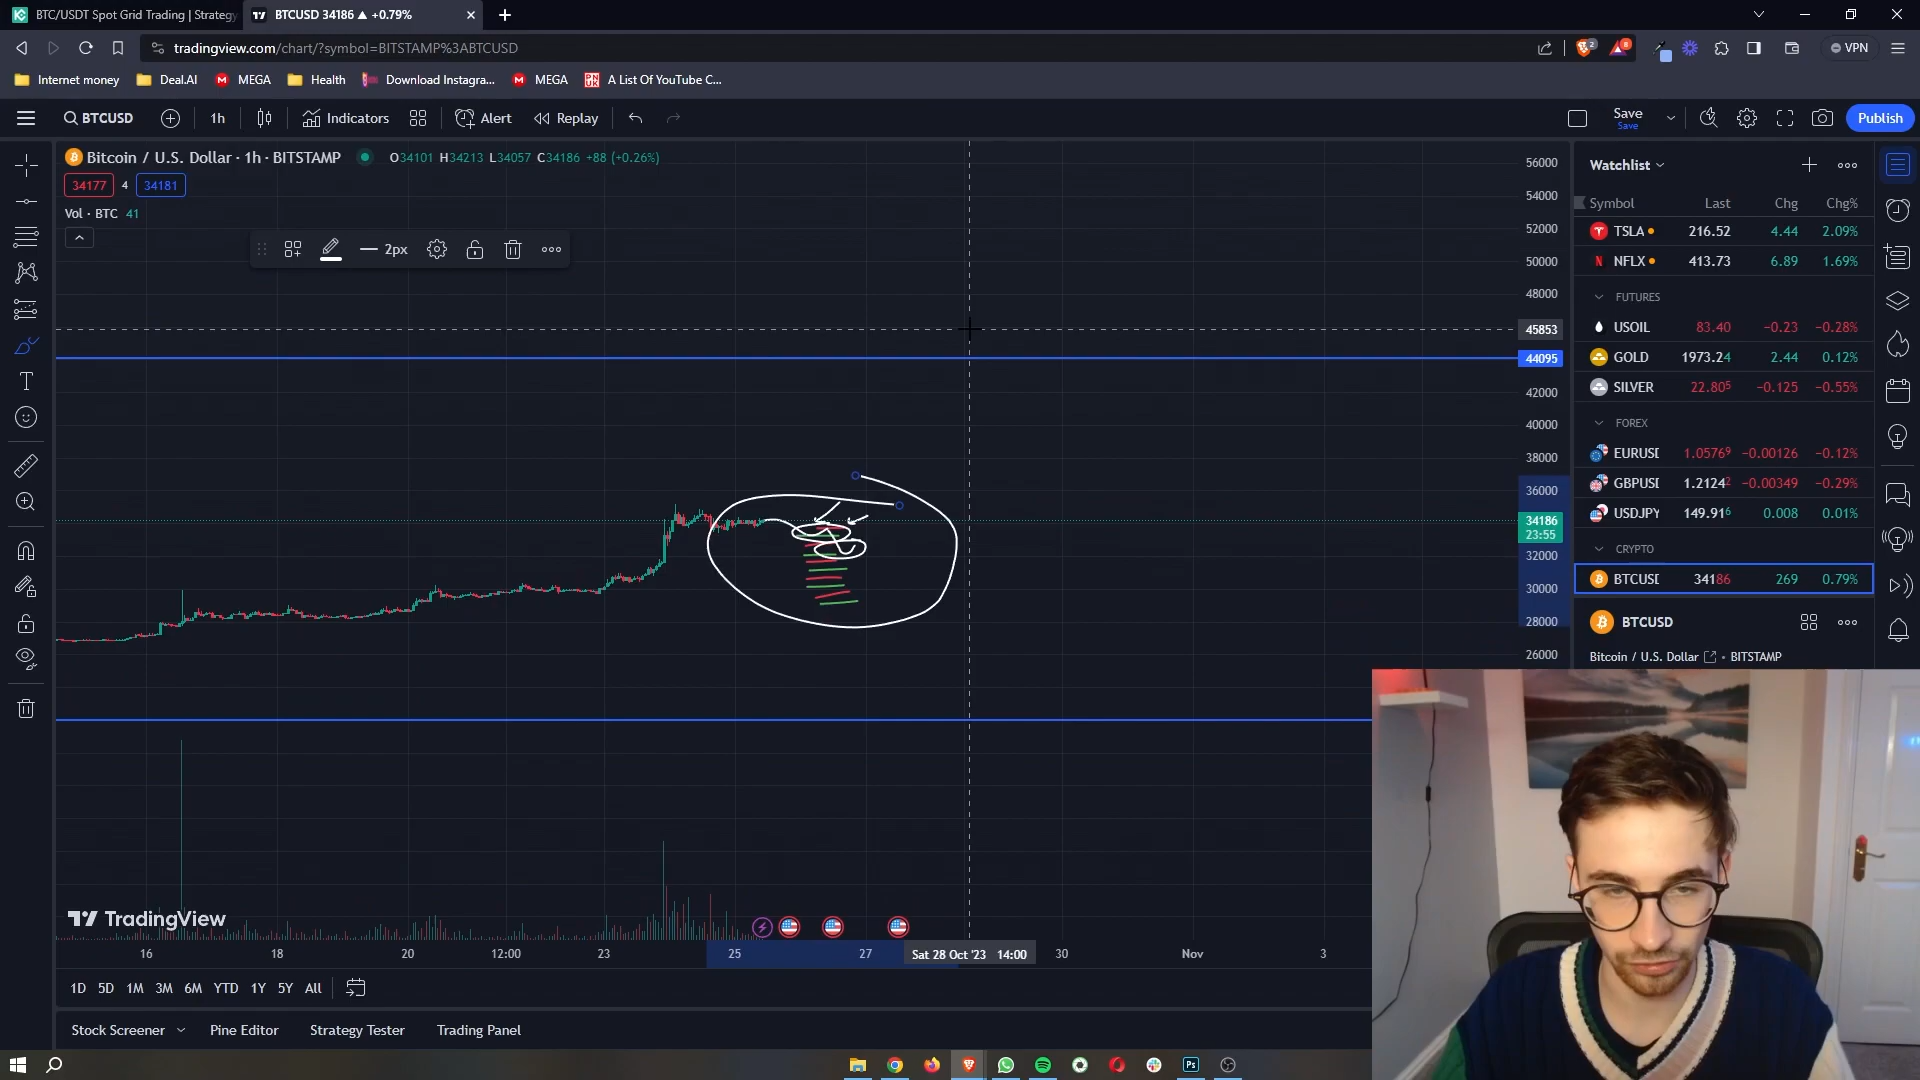 BTC/USDT Spot Grid Trading | Strategy
BTCUSD 34186 ▲ +0.79%
tradingview.com/chart/?symbol=BITSTAMP%3ABTCUSD
VPN
Internet money
Deal.AI
MEGA
Health
Download Instagra...
MEGA
A List Of YouTube C...
BTCUSD
1h
Indicators
Alert
Replay
Save
Save
Publish
Bitcoin / U.S. Dollar · 1h · BITSTAMP
O34101 H34213 L34057 C34186 +88 (+0.26%)
34177
4
34181
Vol · BTC 41
2px
56000
54000
52000
50000
48000
45853
44095
42000
40000
38000
36000
34186
23:55
32000
30000
28000
26000
Watchlist
Symbol Last Chg Chg%
TSLA 216.52 4.44 2.09%
NFLX 413.73 6.89 1.69%
FUTURES
USOIL 83.40 −0.23 −0.28%
GOLD 1973.24 2.44 0.12%
SILVER 22.805 −0.125 −0.55%
FOREX
EURUSD 1.05769 −0.00126 −0.12%
GBPUSD 1.21242 −0.00349 −0.29%
USDJPY 149.916 0.008 0.01%
CRYPTO
BTCUSD 34186 269 0.79%
BTCUSD
Bitcoin / U.S. Dollar · BITSTAMP
TradingView
16 18 20 12:00 23 25 27 Sat 28 Oct '23 14:00 30 Nov 3
1D 5D 1M 3M 6M YTD 1Y 5Y All
Stock Screener
Pine Editor
Strategy Tester
Trading Panel
Ps